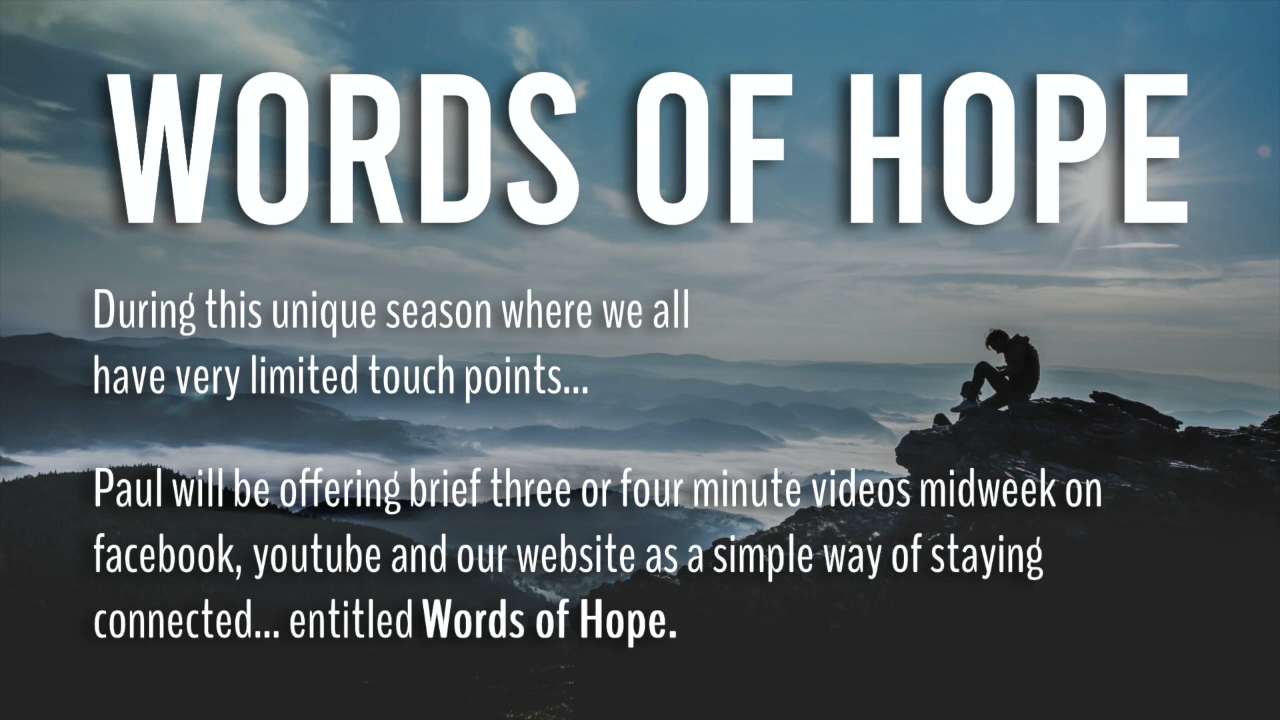 WORDS OF HOPE
During this unique season where we all
have very limited touch points...
Paul will be offering brief three or four minute videos midweek on
facebook, youtube and our website as a simple way of staying
connected... entitled Words of Hope.